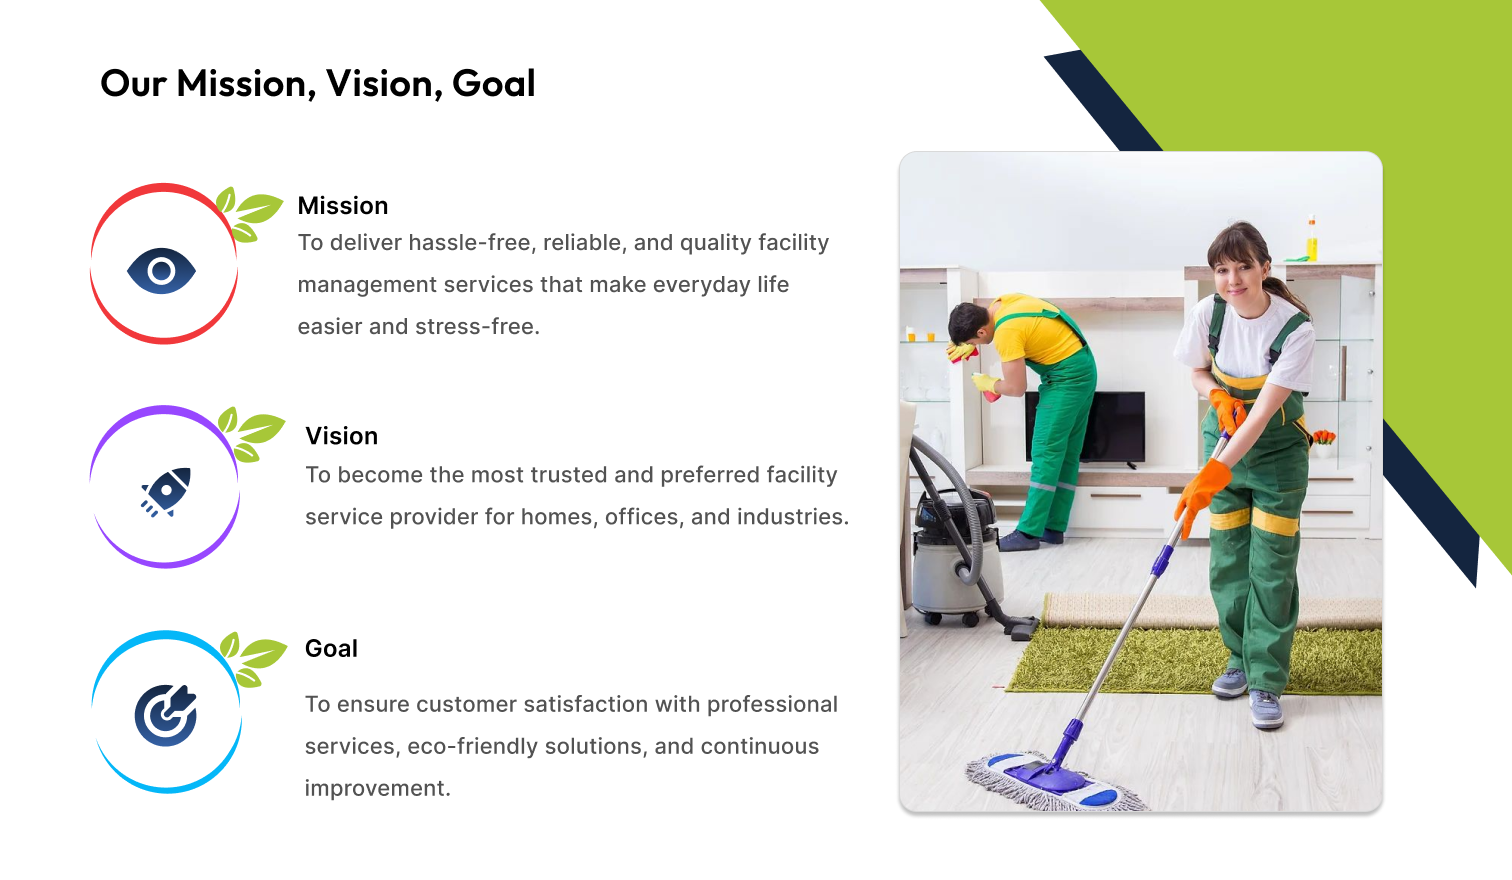 Our Mission, Vision, Goal
Mission
To deliver hassle-free, reliable, and quality facility
management services that make everyday life
easier and stress-free.
Vision
To become the most trusted and preferred facility
service provider for homes, offices, and industries.
Goal
To ensure customer satisfaction with professional
services, eco-friendly solutions, and continuous
improvement.